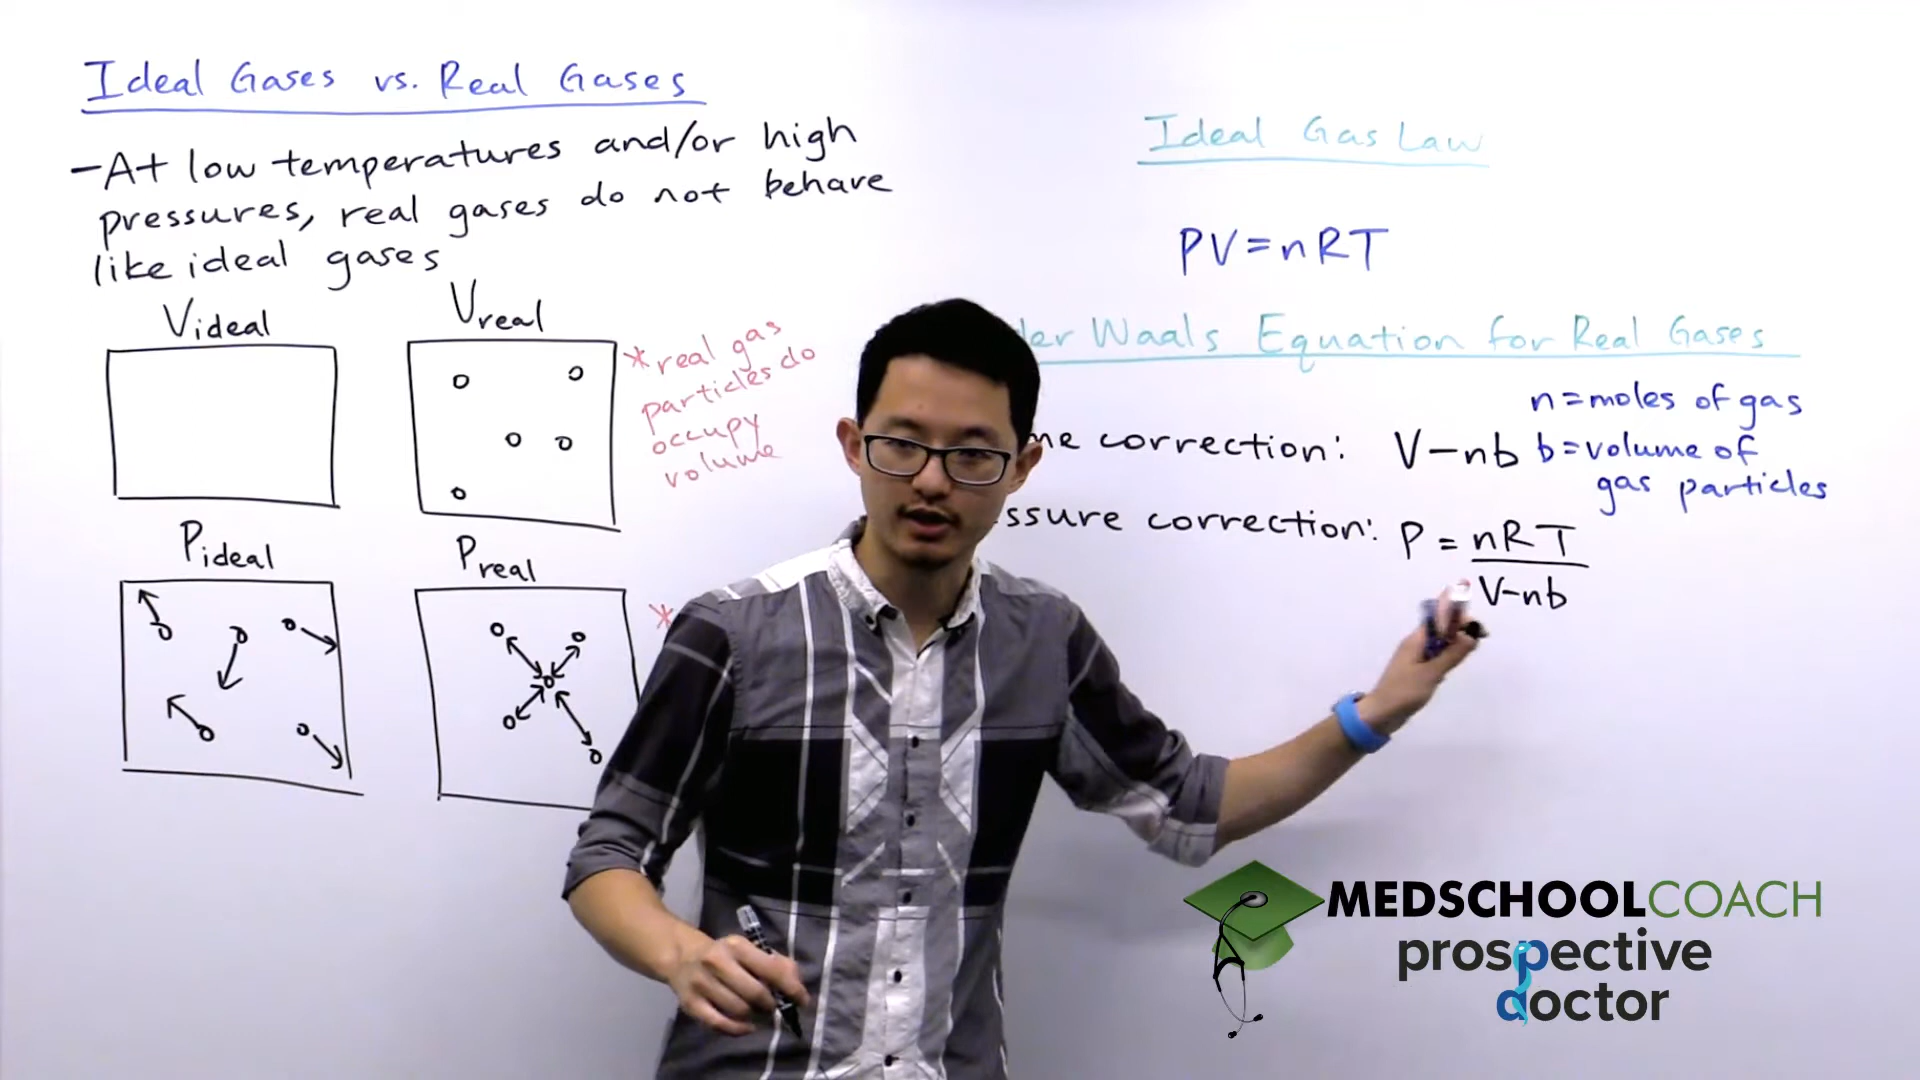 Ideal Gases vs. Real Gases
-At low temperatures and/or high
pressures, real gases do not behave
like ideal gases
Videal
Vreal
*real gas
particles do
occupy
volume
Pideal
Preal
*
Ideal Gas Law
PV=nRT
Waals Equation for Real Gases
n=moles of gas
correction: V-nb b=volume of
gas particles
correction: P = nRT
V-nb
MEDSCHOOLCOACH
prospective
doctor